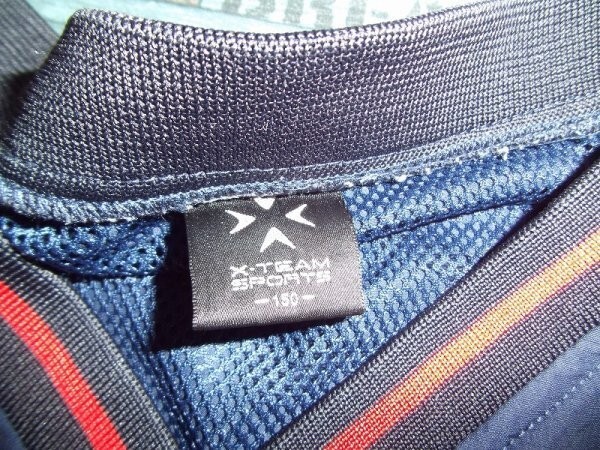 X-TEAM
SPORTS
– 150 –